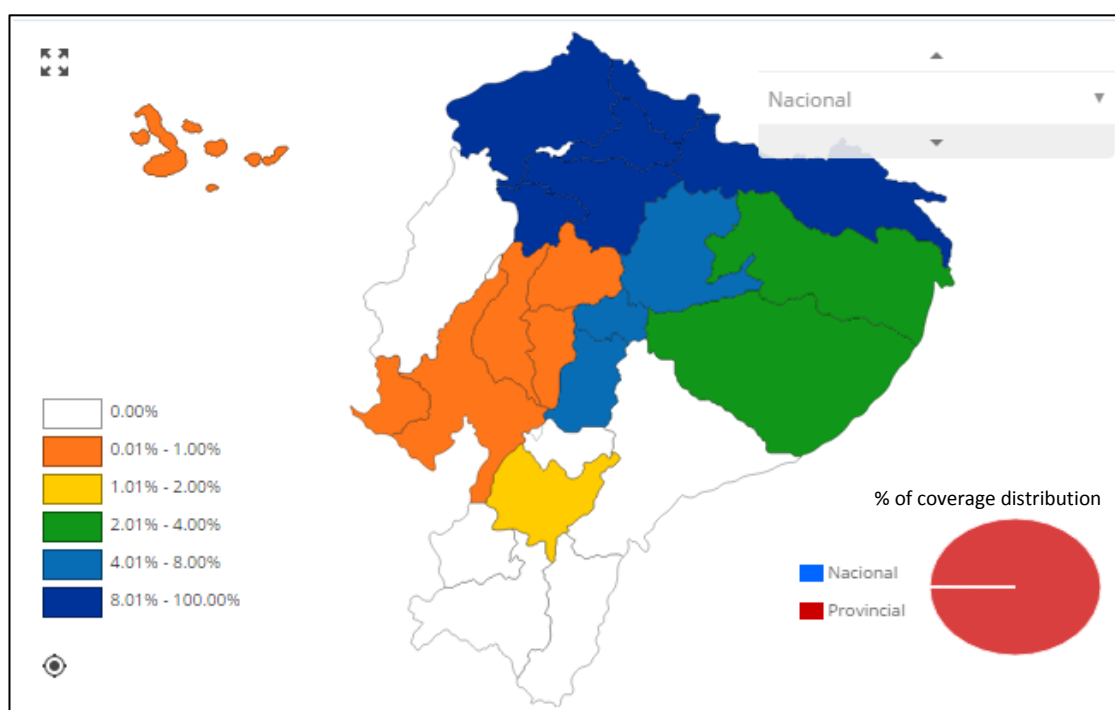 Nacional
0.00%
0.01% - 1.00%
1.01% - 2.00%
2.01% - 4.00%
4.01% - 8.00%
8.01% - 100.00%
% of coverage distribution
Nacional
Provincial